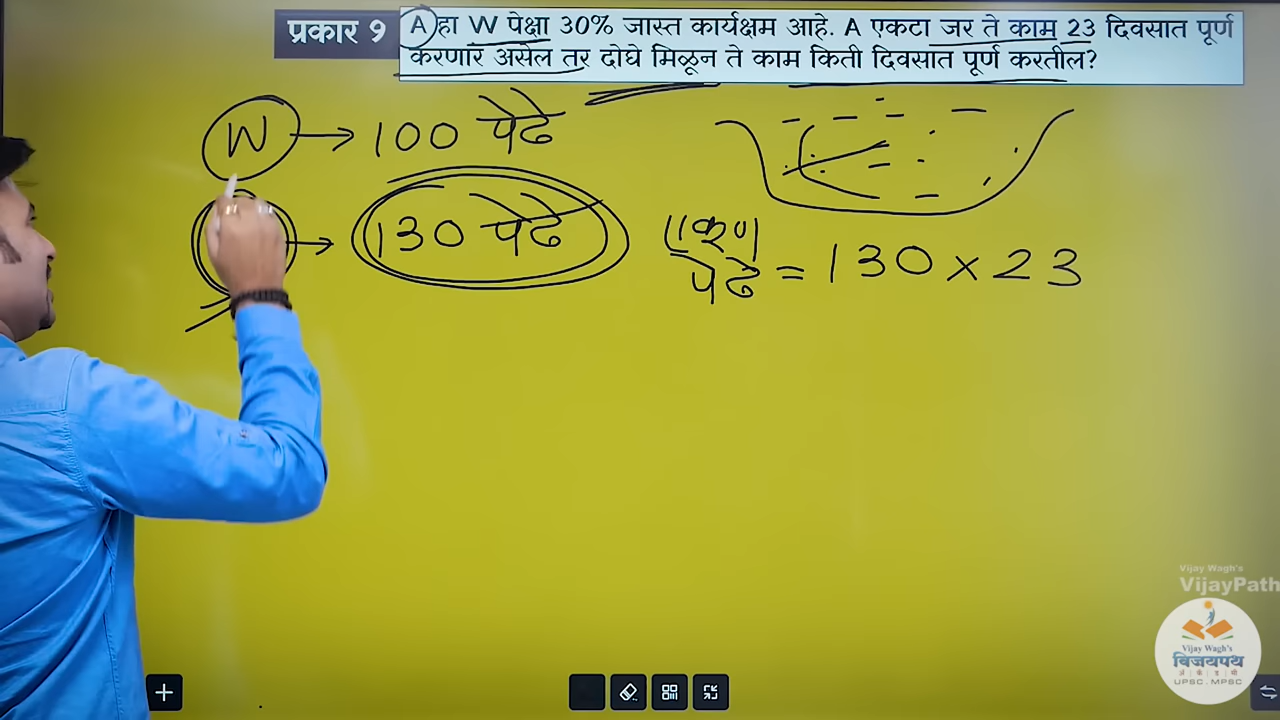 प्रकार 9
A हा W पेक्षा 30% जास्त कार्यक्षम आहे. A एकटा जर ते काम 23 दिवसात पूर्ण
करणार असेल तर दोघे मिळून ते काम किती दिवसात पूर्ण करतील?
W → 100 पेढे
→ 130 पेढे
एकूण
पेढे = 130 × 23
Vijay Wagh's
VijayPath
Vijay Wagh's
विजयपथ
UPSC . MPSC